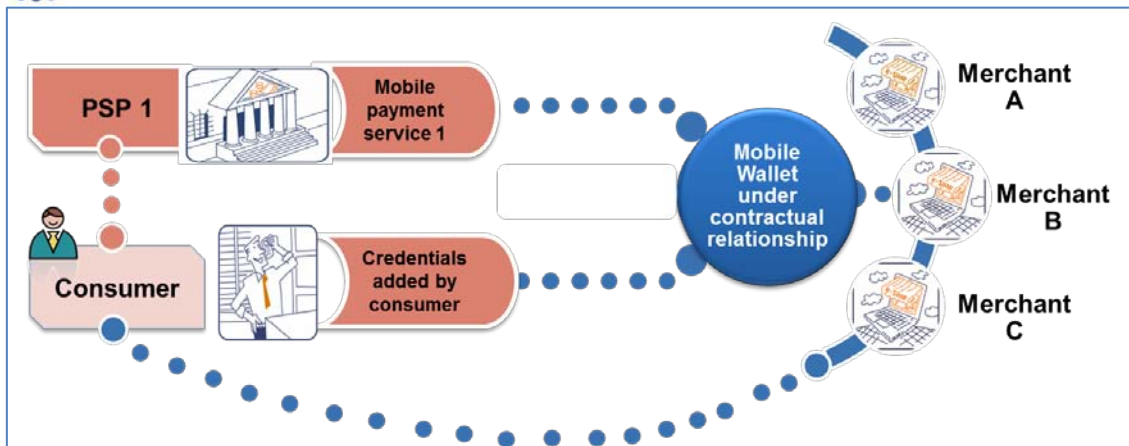 PSP 1
Mobile
payment
service 1
Consumer
Credentials
added by
consumer
Mobile
Wallet
under
contractual
relationship
Merchant
A
Merchant
B
Merchant
C